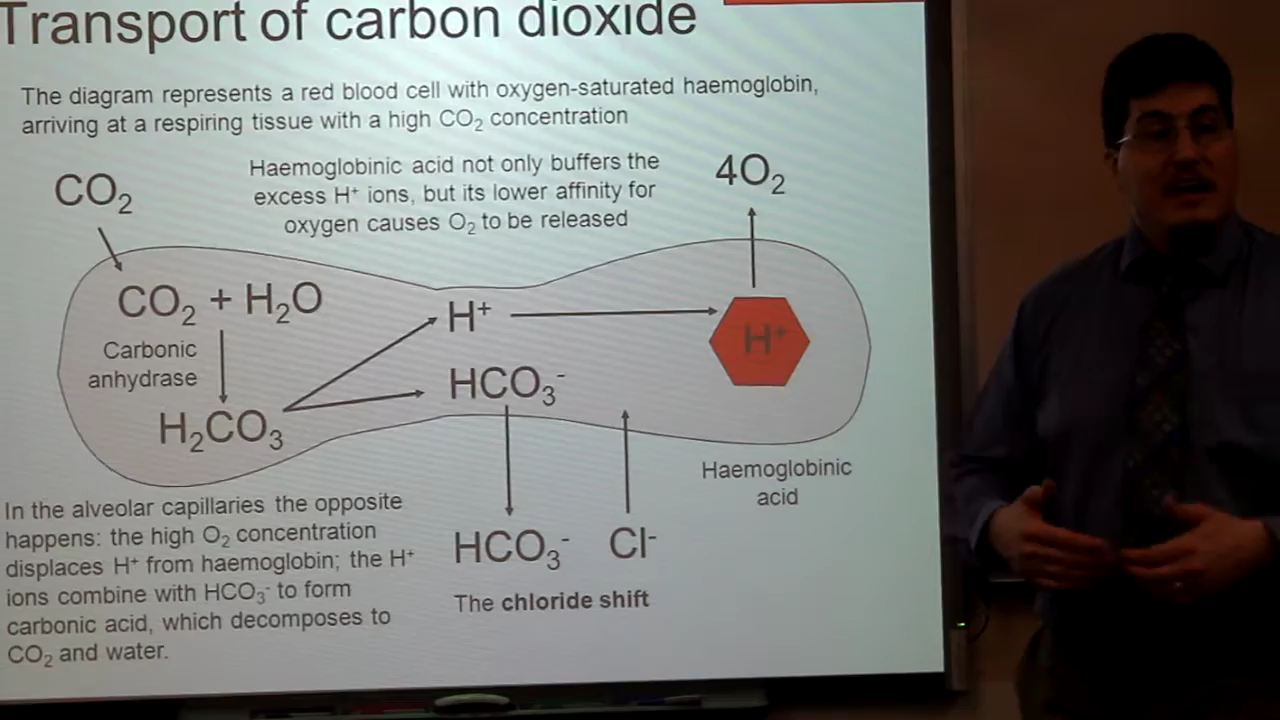 Transport of carbon dioxide
The diagram represents a red blood cell with oxygen-saturated haemoglobin,
arriving at a respiring tissue with a high CO₂ concentration
CO₂
Haemoglobinic acid not only buffers the
excess H⁺ ions, but its lower affinity for
oxygen causes O₂ to be released
4O₂
CO₂ + H₂O
Carbonic
anhydrase
H₂CO₃
H⁺
HCO₃⁻
H⁺
Haemoglobinic
acid
In the alveolar capillaries the opposite
happens: the high O₂ concentration
displaces H⁺ from haemoglobin; the H⁺
ions combine with HCO₃⁻ to form
carbonic acid, which decomposes to
CO₂ and water.
HCO₃⁻ Cl⁻
The chloride shift